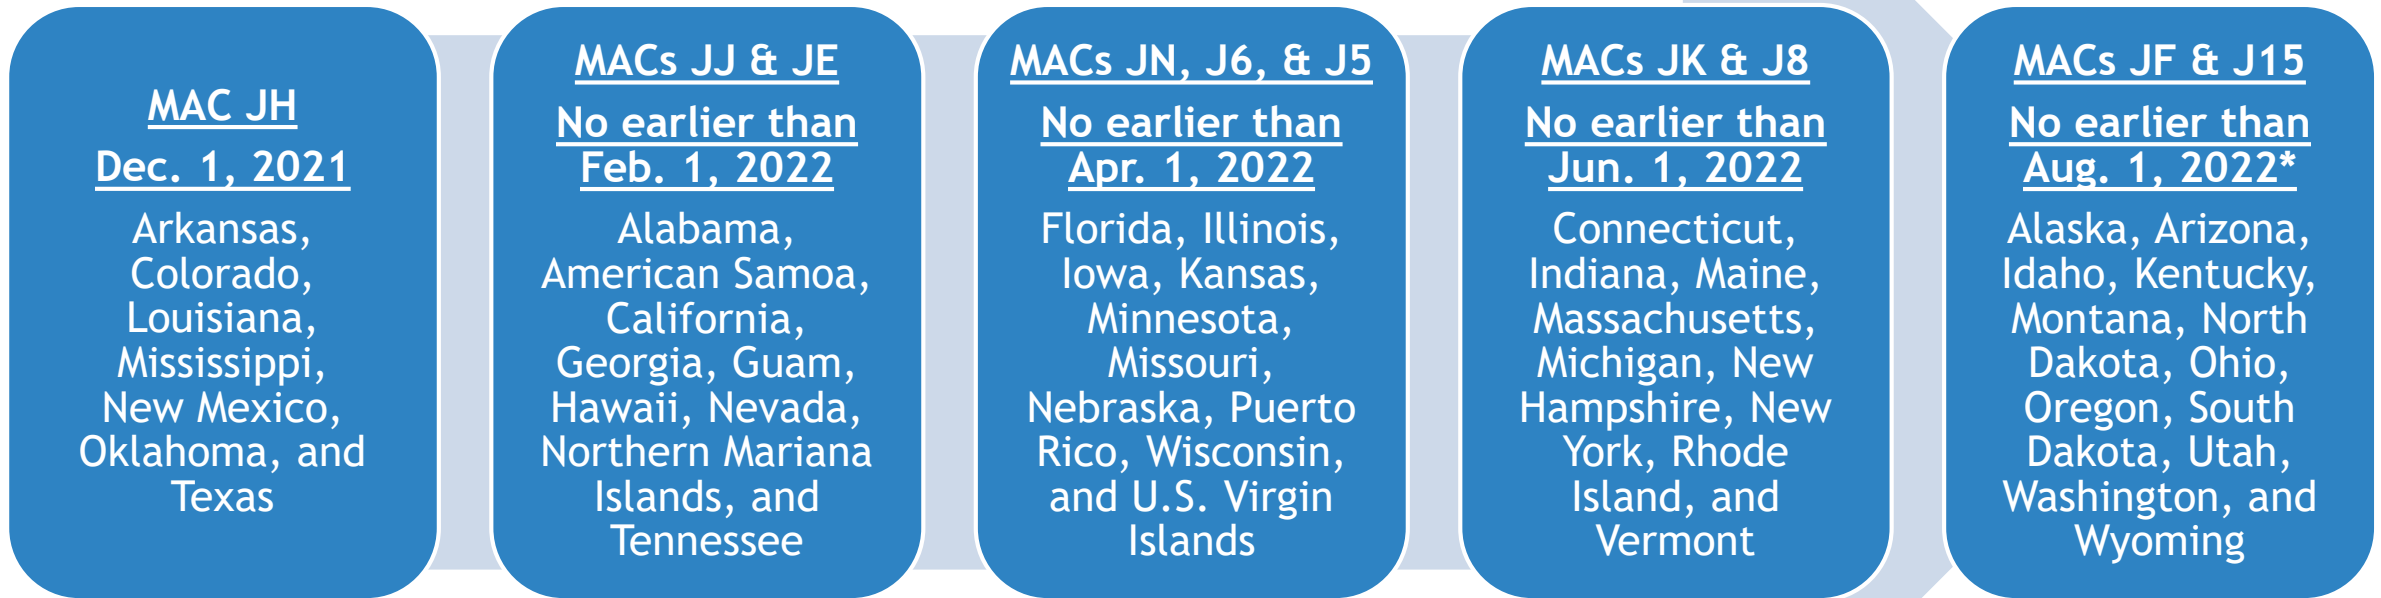 MAC JH
Dec. 1, 2021
Arkansas,
Colorado,
Louisiana,
Mississippi,
New Mexico,
Oklahoma, and
Texas
MACs JJ & JE
No earlier than
Feb. 1, 2022
Alabama,
American Samoa,
California,
Georgia, Guam,
Hawaii, Nevada,
Northern Mariana
Islands, and
Tennessee
MACs JN, J6, & J5
No earlier than
Apr. 1, 2022
Florida, Illinois,
Iowa, Kansas,
Minnesota,
Missouri,
Nebraska, Puerto
Rico, Wisconsin,
and U.S. Virgin
Islands
MACs JK & J8
No earlier than
Jun. 1, 2022
Connecticut,
Indiana, Maine,
Massachusetts,
Michigan, New
Hampshire, New
York, Rhode
Island, and
Vermont
MACs JF & J15
No earlier than
Aug. 1, 2022*
Alaska, Arizona,
Idaho, Kentucky,
Montana, North
Dakota, Ohio,
Oregon, South
Dakota, Utah,
Washington, and
Wyoming